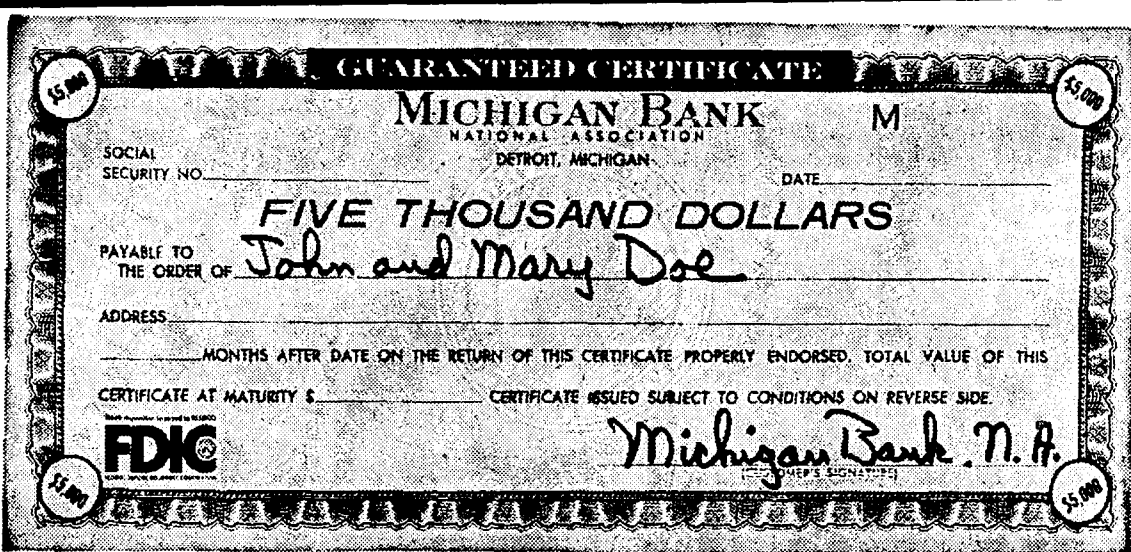 GUARANTEED CERTIFICATE
$5,000
$5,000
MICHIGAN BANK
M
NATIONAL ASSOCIATION
DETROIT, MICHIGAN
SOCIAL
SECURITY NO.
DATE
FIVE THOUSAND DOLLARS
PAYABLE TO
THE ORDER OF John and Mary Doe
ADDRESS
MONTHS AFTER DATE ON THE RETURN OF THIS CERTIFICATE PROPERLY ENDORSED. TOTAL VALUE OF THIS
CERTIFICATE AT MATURITY $ CERTIFICATE ISSUED SUBJECT TO CONDITIONS ON REVERSE SIDE.
FDIC
Michigan Bank, N.A.
SIGNATURE
$5,000
$5,000